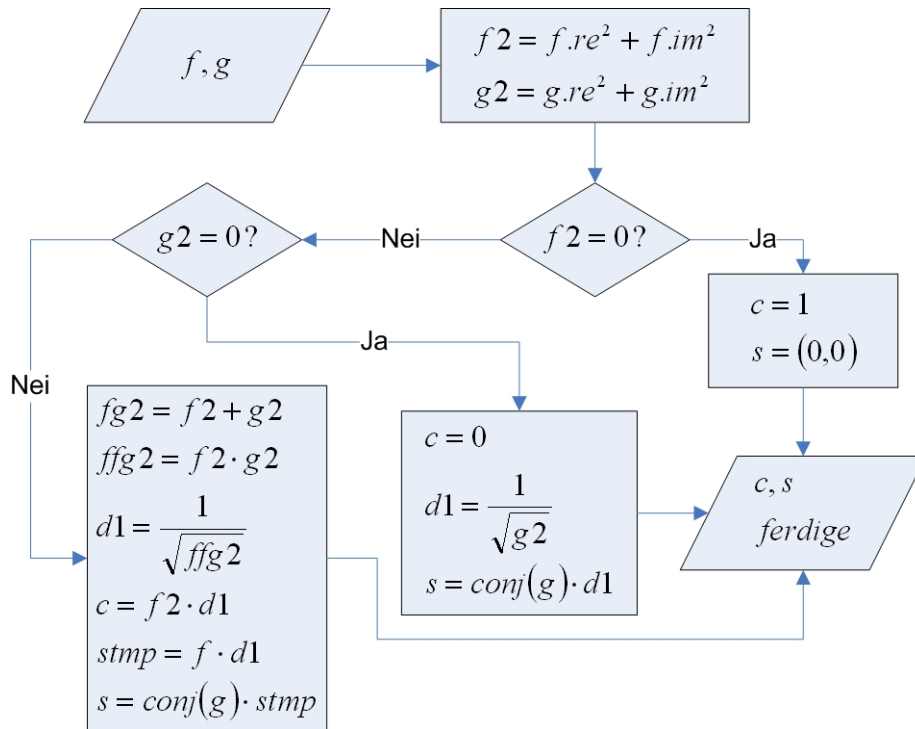 f, g
f2 = f.re² + f.im²
g2 = g.re² + g.im²
g2 = 0?
Nei
f2 = 0?
Ja
c = 1
s = (0,0)
Ja
Nei
fg2 = f2 + g2
ffg2 = f2 · g2
d1 = 1/√ffg2
c = f2 · d1
stmp = f · d1
s = conj(g) · stmp
c = 0
d1 = 1/√g2
s = conj(g) · d1
c, s
ferdige